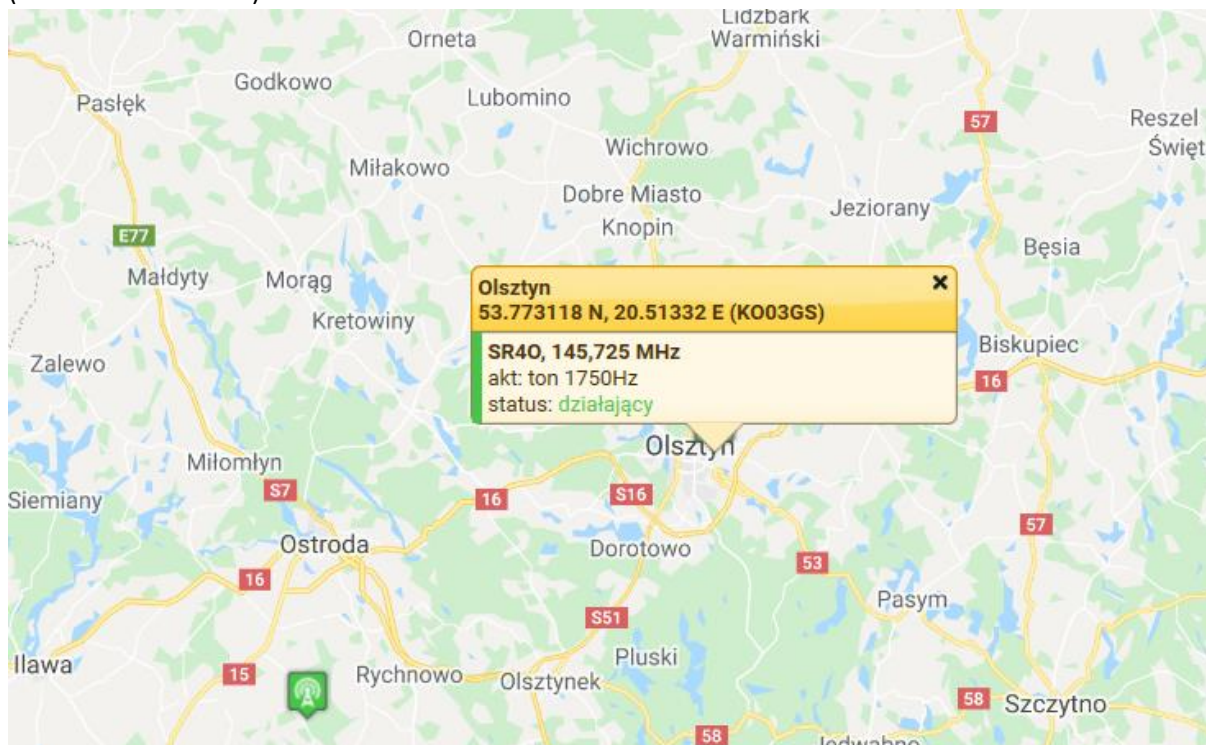 Lidzbark
Warmiński
Orneta
Godkowo
Pasłęk
Lubomino
57
Reszel
Święt
Wichrowo
Miłakowo
Dobre Miasto
Jeziorany
Knopin
E77
Bęsia
Małdyty
Morąg
Olsztyn
53.773118 N, 20.51332 E (KO03GS)
Kretowiny
SR4O, 145,725 MHz
akt: ton 1750Hz
status: działający
Zalewo
Biskupiec
16
Olsztyn
Miłomłyn
S7
16
S16
Siemiany
57
Ostroda
Dorotowo
53
16
Pasym
S51
Pluski
Iława
15
Rychnowo
Olsztynek
58
Szczytno
58
Jedwabno